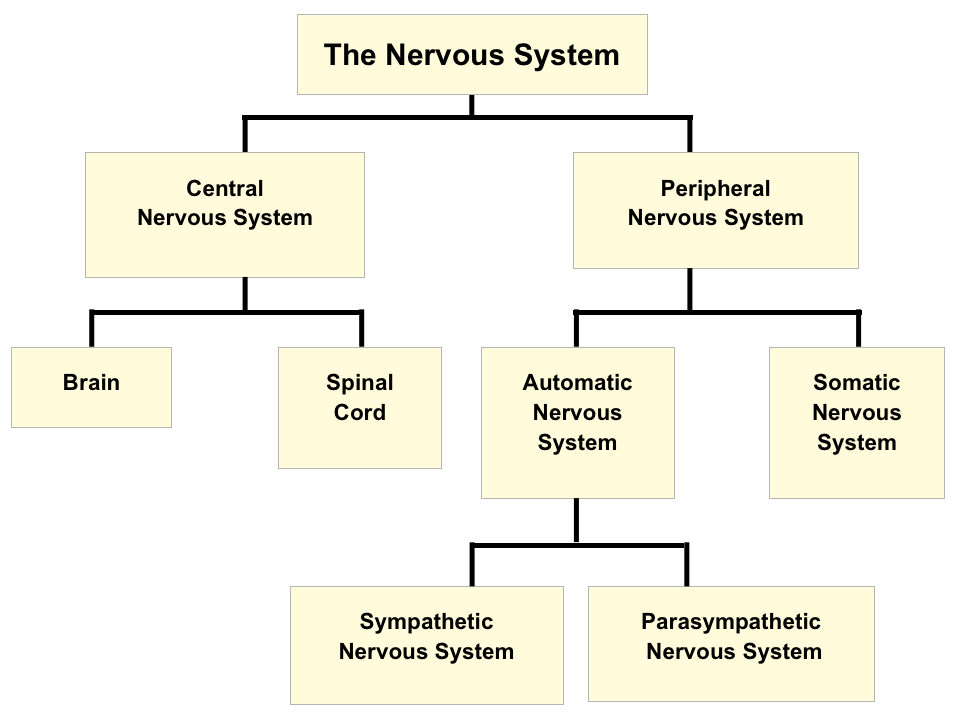 The Nervous System
Central
Nervous System
Peripheral
Nervous System
Brain
Spinal
Cord
Automatic
Nervous
System
Somatic
Nervous
System
Sympathetic
Nervous System
Parasympathetic
Nervous System